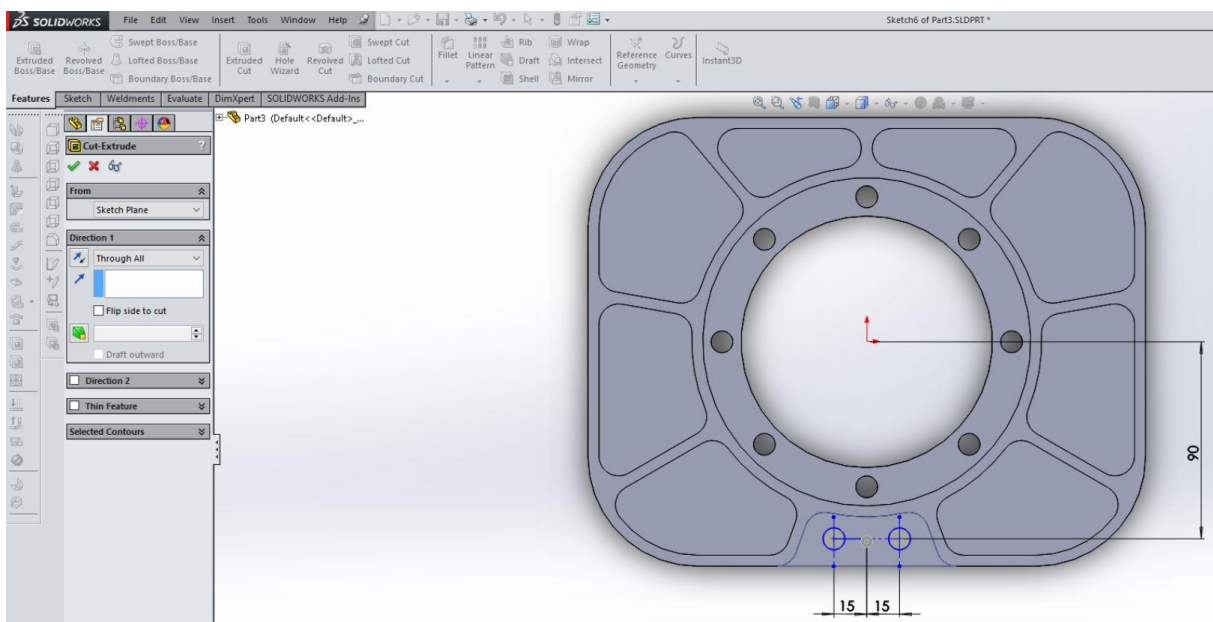 SOLIDWORKS File Edit View Insert Tools Window Help Sketch6 of Part3.SLDPRT *
Extruded Boss/Base
Revolved Boss/Base
Swept Boss/Base
Lofted Boss/Base
Boundary Boss/Base
Extruded Cut
Hole Wizard
Revolved Cut
Swept Cut
Lofted Cut
Boundary Cut
Fillet
Linear Pattern
Rib
Draft
Shell
Wrap
Intersect
Mirror
Reference Geometry
Curves
Instant3D
Features Sketch Weldments Evaluate DimXpert SOLIDWORKS Add-Ins
Part3 (Default<<Default>_...
Cut-Extrude ?
From
Sketch Plane
Direction 1
Through All
Flip side to cut
Draft outward
Direction 2
Thin Feature
Selected Contours
90
15 15